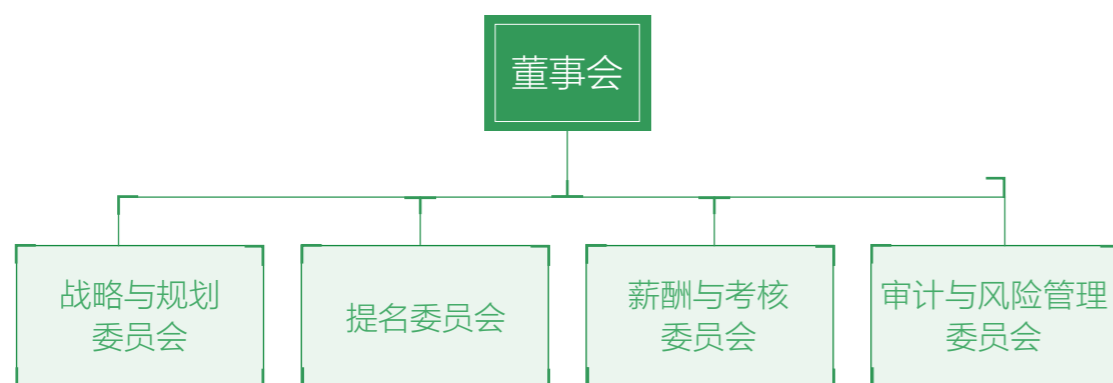 董事会
战略与规划
委员会
提名委员会
薪酬与考核
委员会
审计与风险管理
委员会